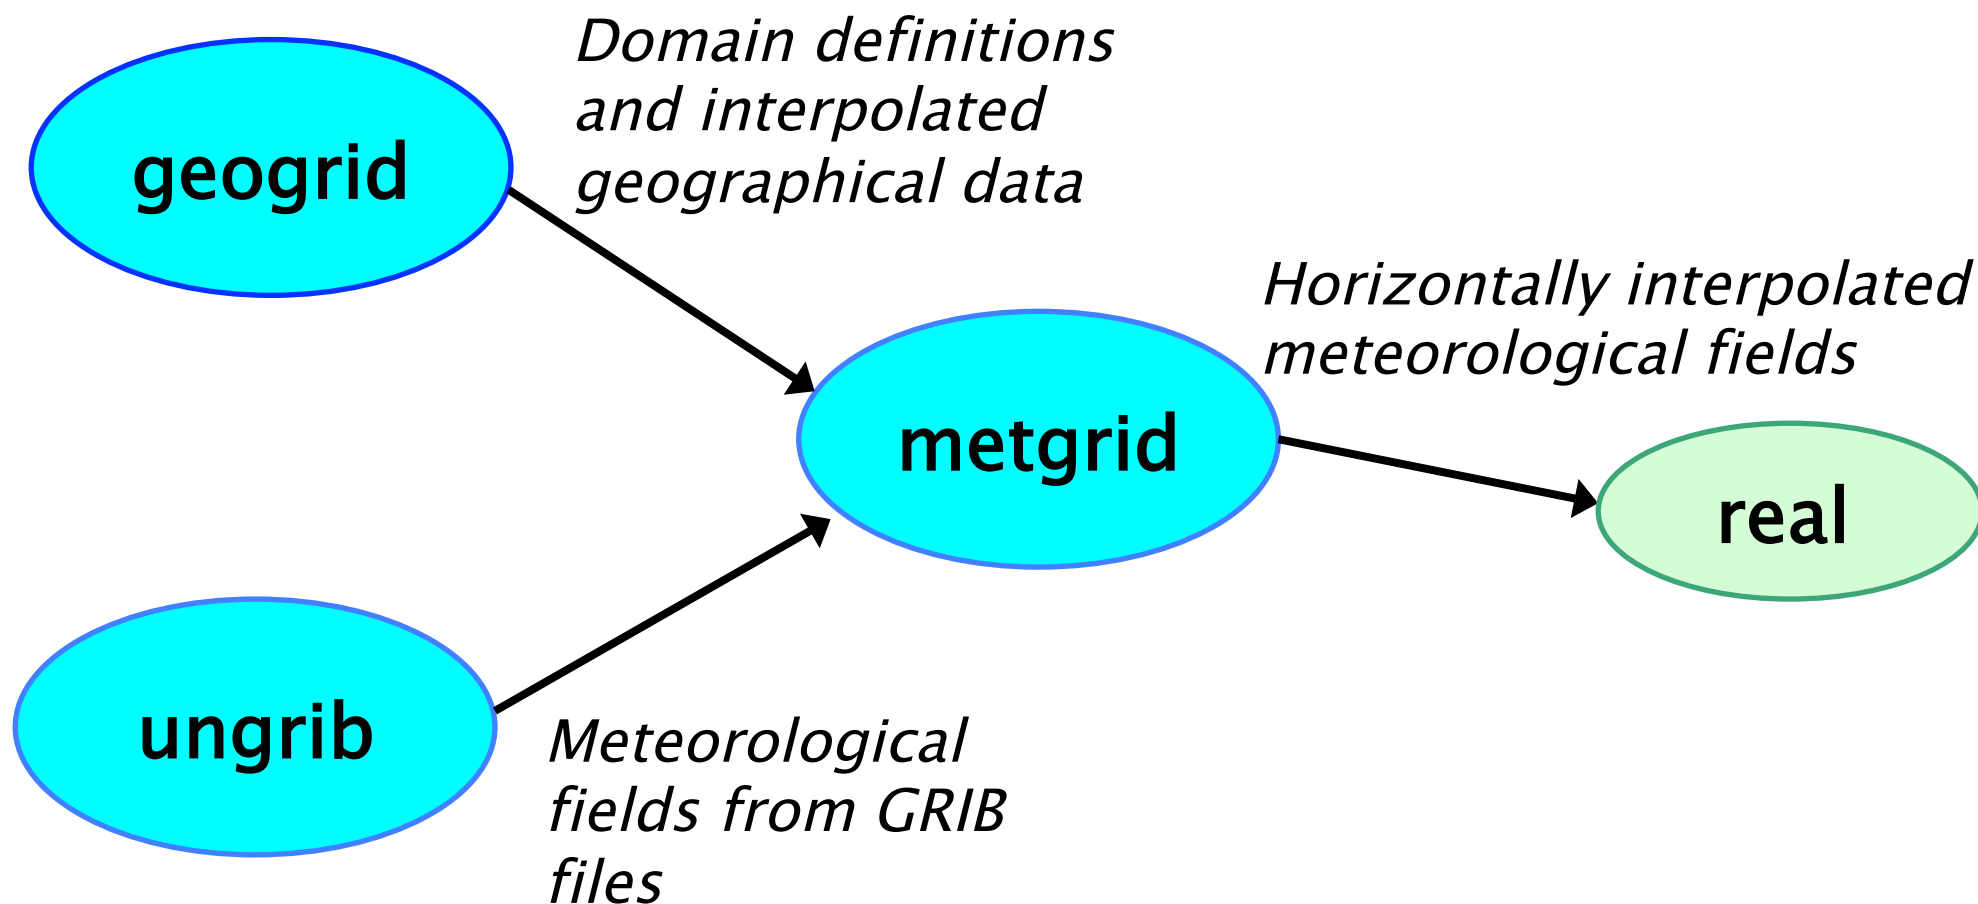 Domain definitions
and interpolated
geographical data
geogrid
Horizontally interpolated
meteorological fields
metgrid
real
ungrib
Meteorological
fields from GRIB
files